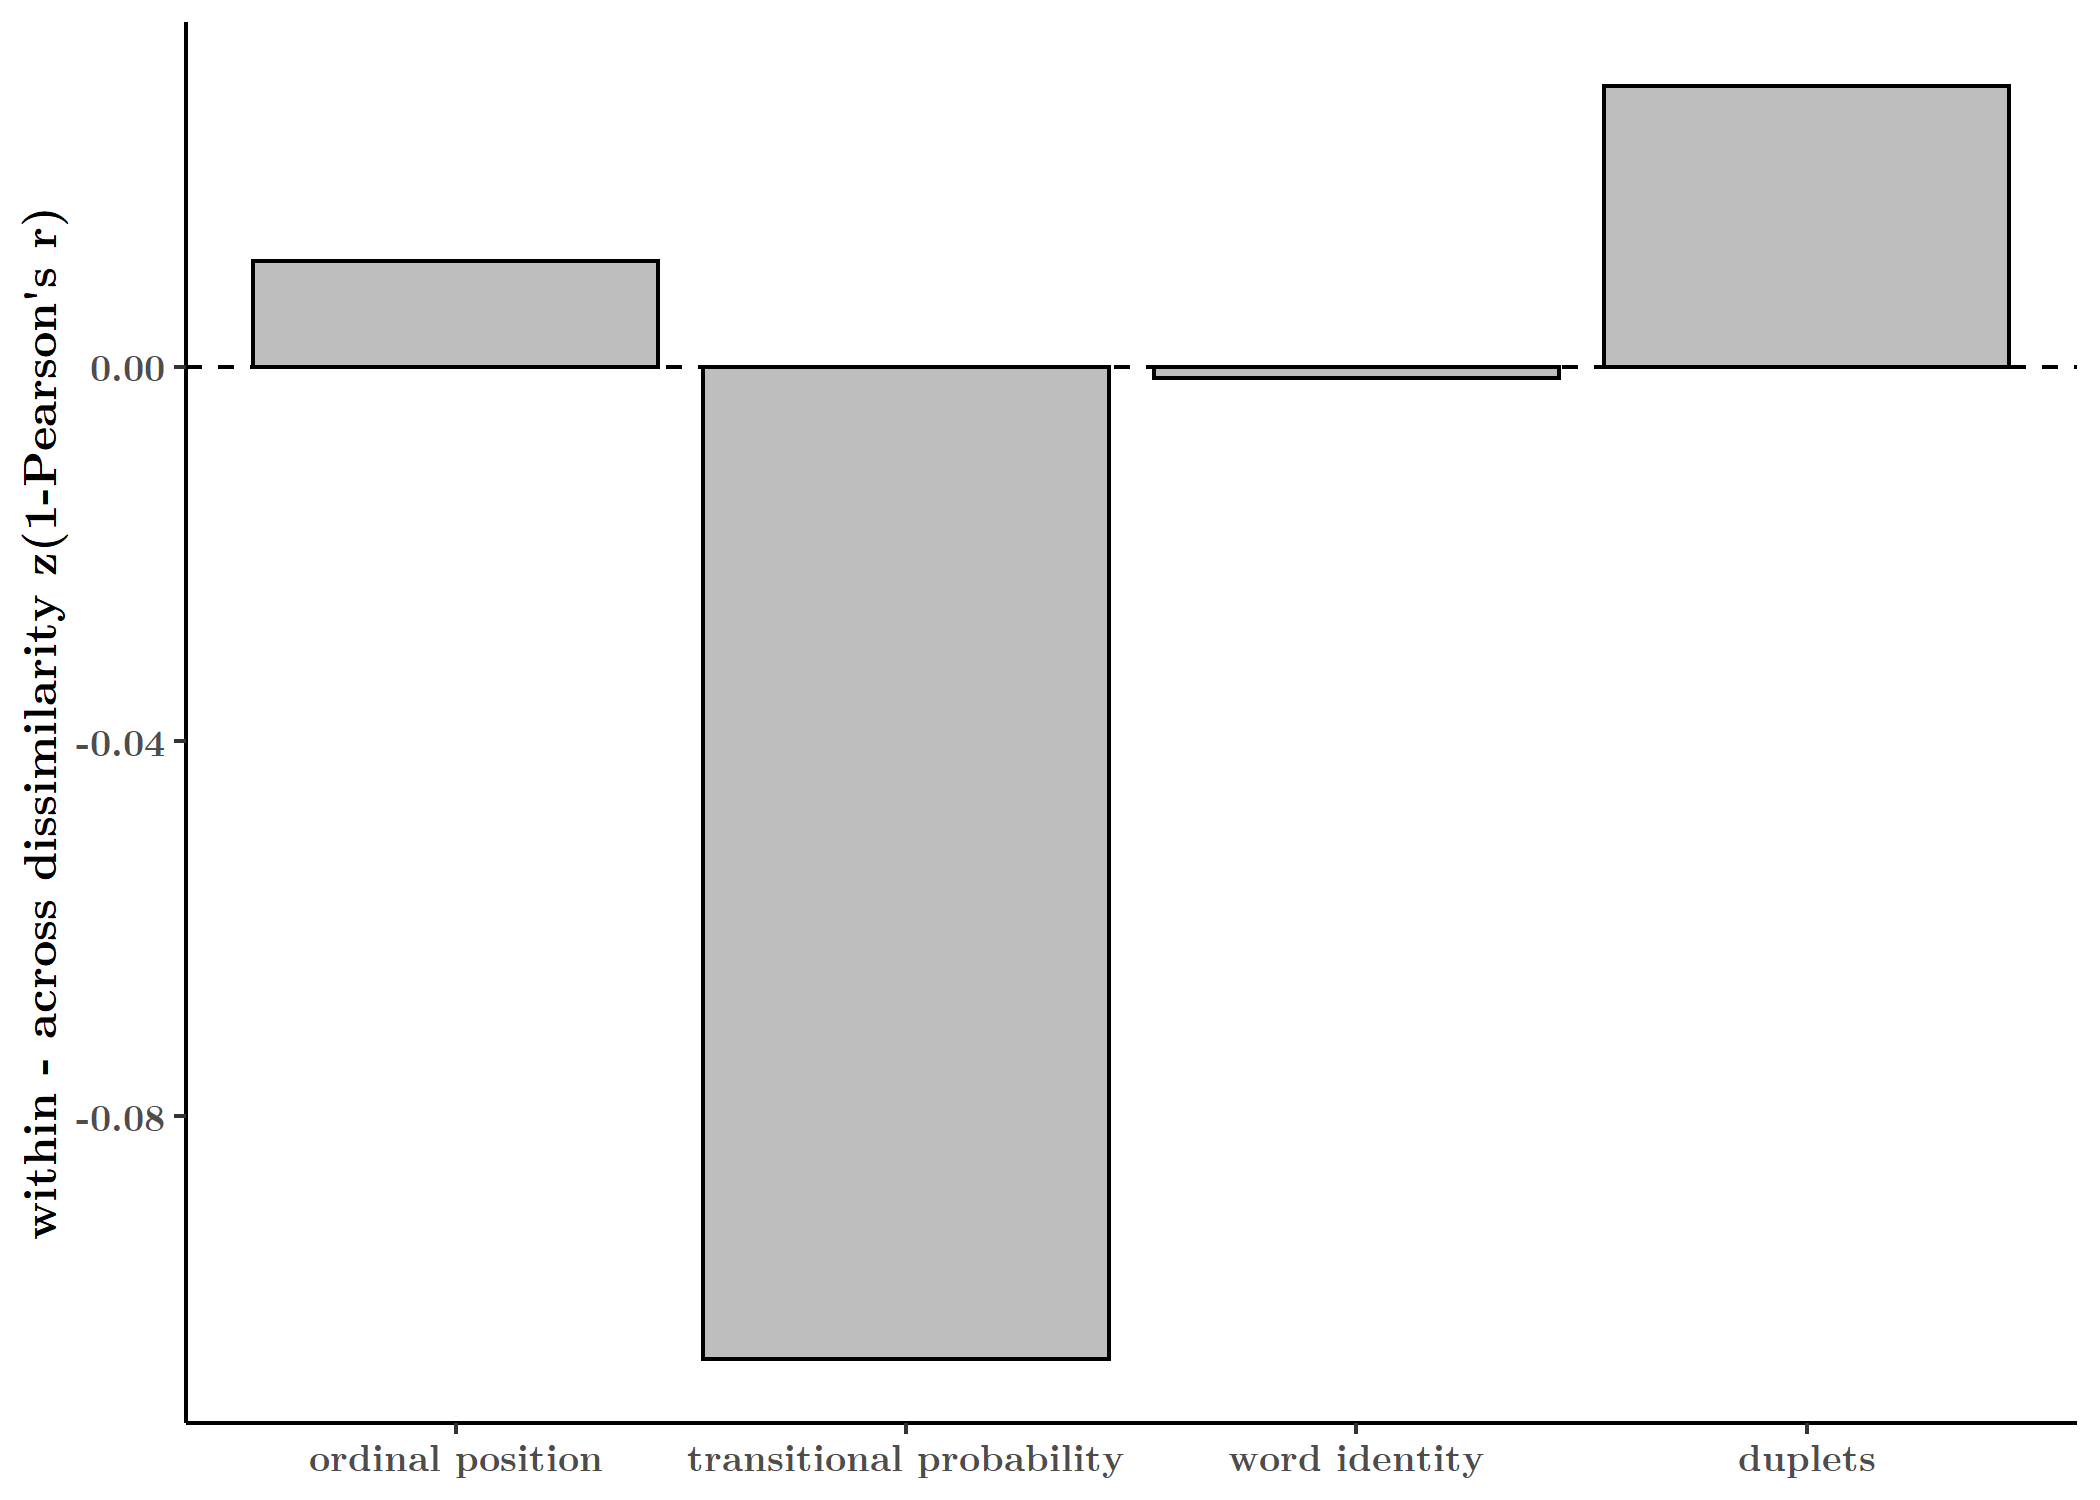 within - across dissimilarity z(1-Pearson's r)
0.00
-0.04
-0.08
ordinal position
transitional probability
word identity
duplets